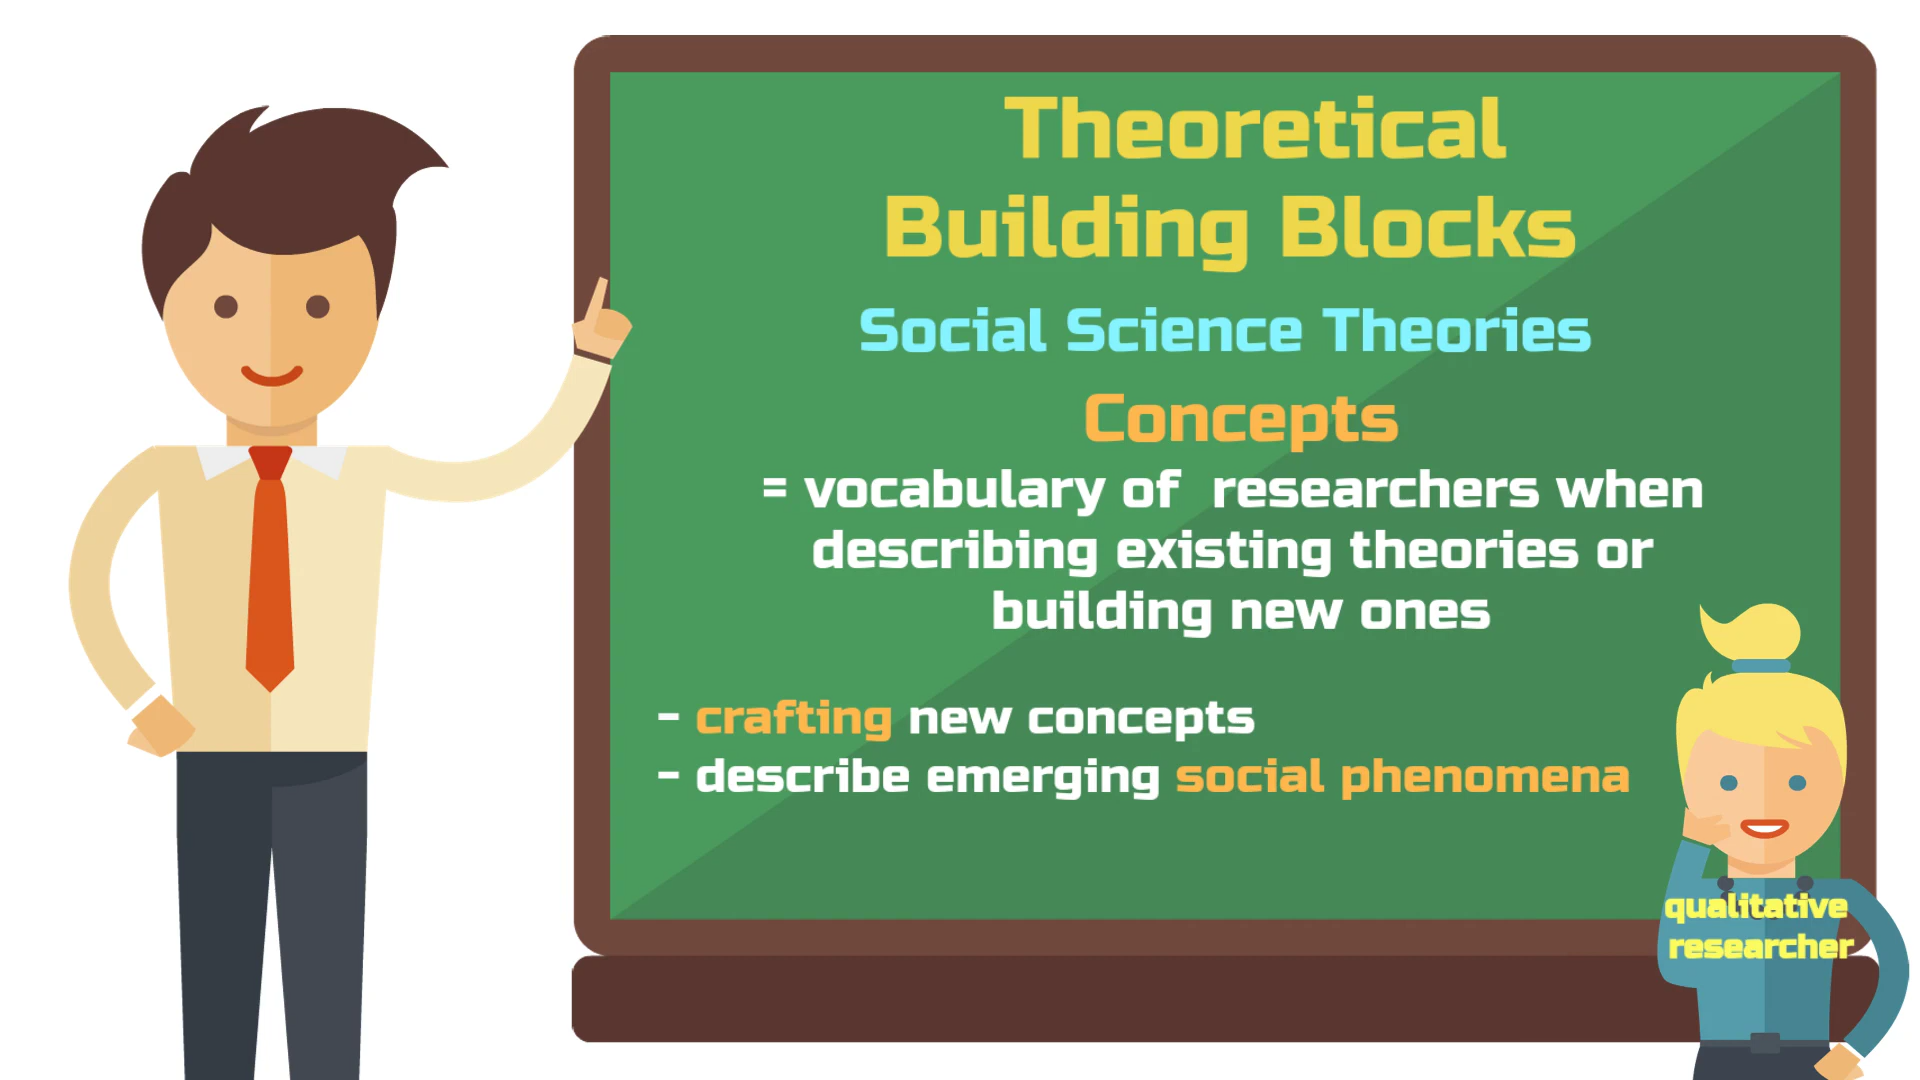 Theoretical
Building Blocks
Social Science Theories
Concepts
= vocabulary of researchers when
describing existing theories or
building new ones
- crafting new concepts
- describe emerging social phenomena
qualitative
researcher